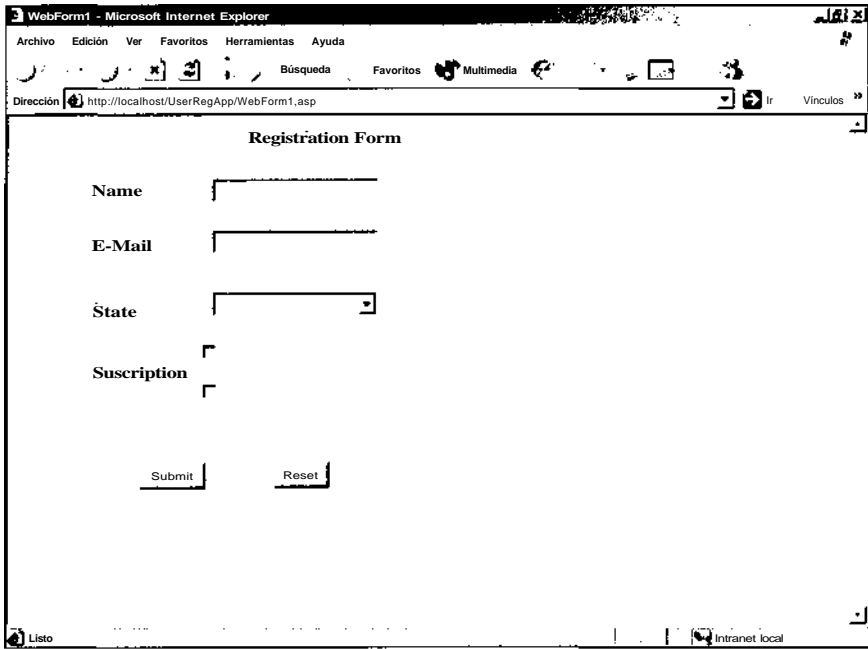 WebForm1 - Microsoft Internet Explorer
Archivo Edición Ver Favoritos Herramientas Ayuda
Búsqueda Favoritos Multimedia
Dirección http://localhost/UserRegApp/WebForm1,asp Ir Vínculos »
Registration Form
Name
E-Mail
State
Suscription
Submit Reset
Listo Intranet local